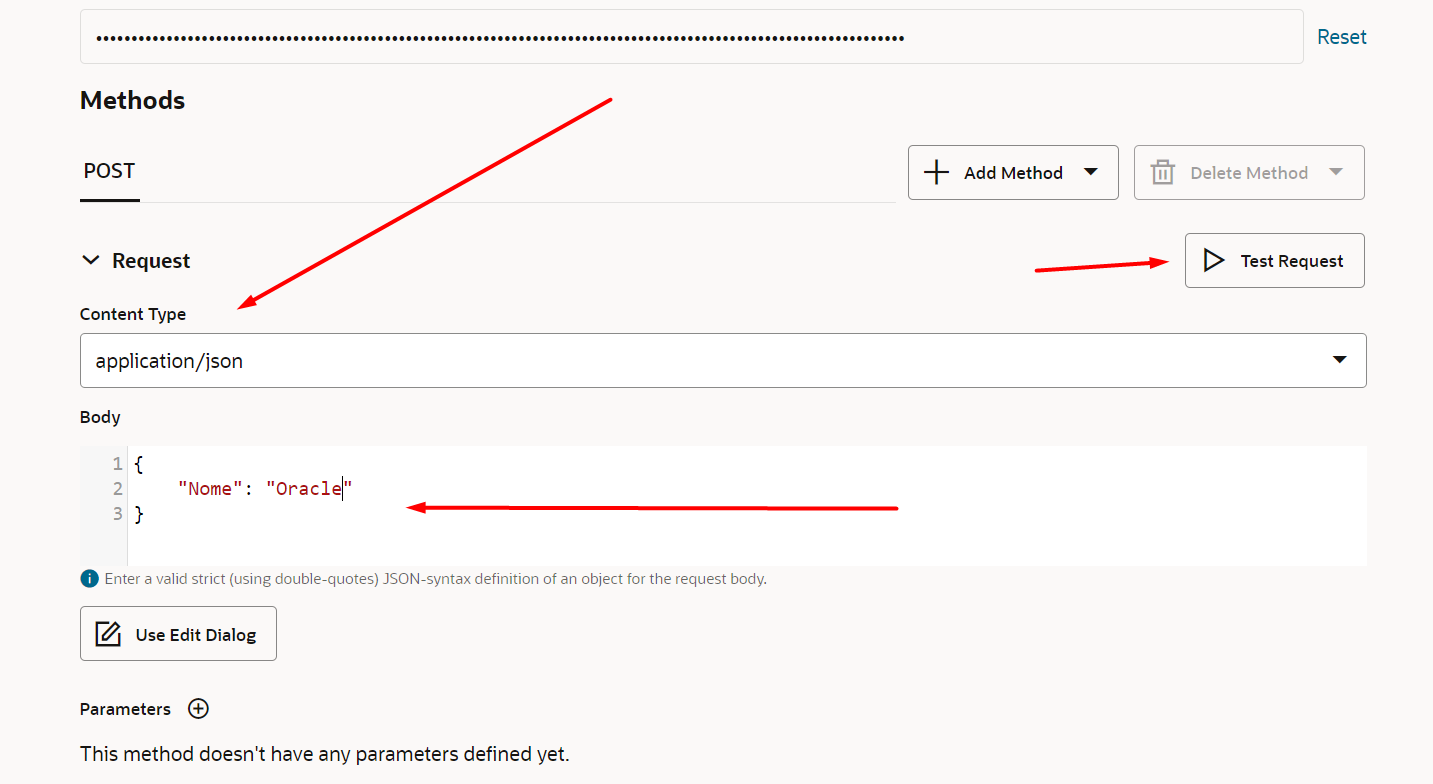 ••••••••••••••••••••••••••••••••••••••••••••••••••••••••••••••••••••••••••••••••••••••••••••••••••••••••••••••••••• Reset
Methods
POST
Add Method
Delete Method
Request
Test Request
Content Type
application/json
Body
1 {
2 "Nome": "Oracle"
3 }
Enter a valid strict (using double-quotes) JSON-syntax definition of an object for the request body.
Use Edit Dialog
Parameters
This method doesn't have any parameters defined yet.